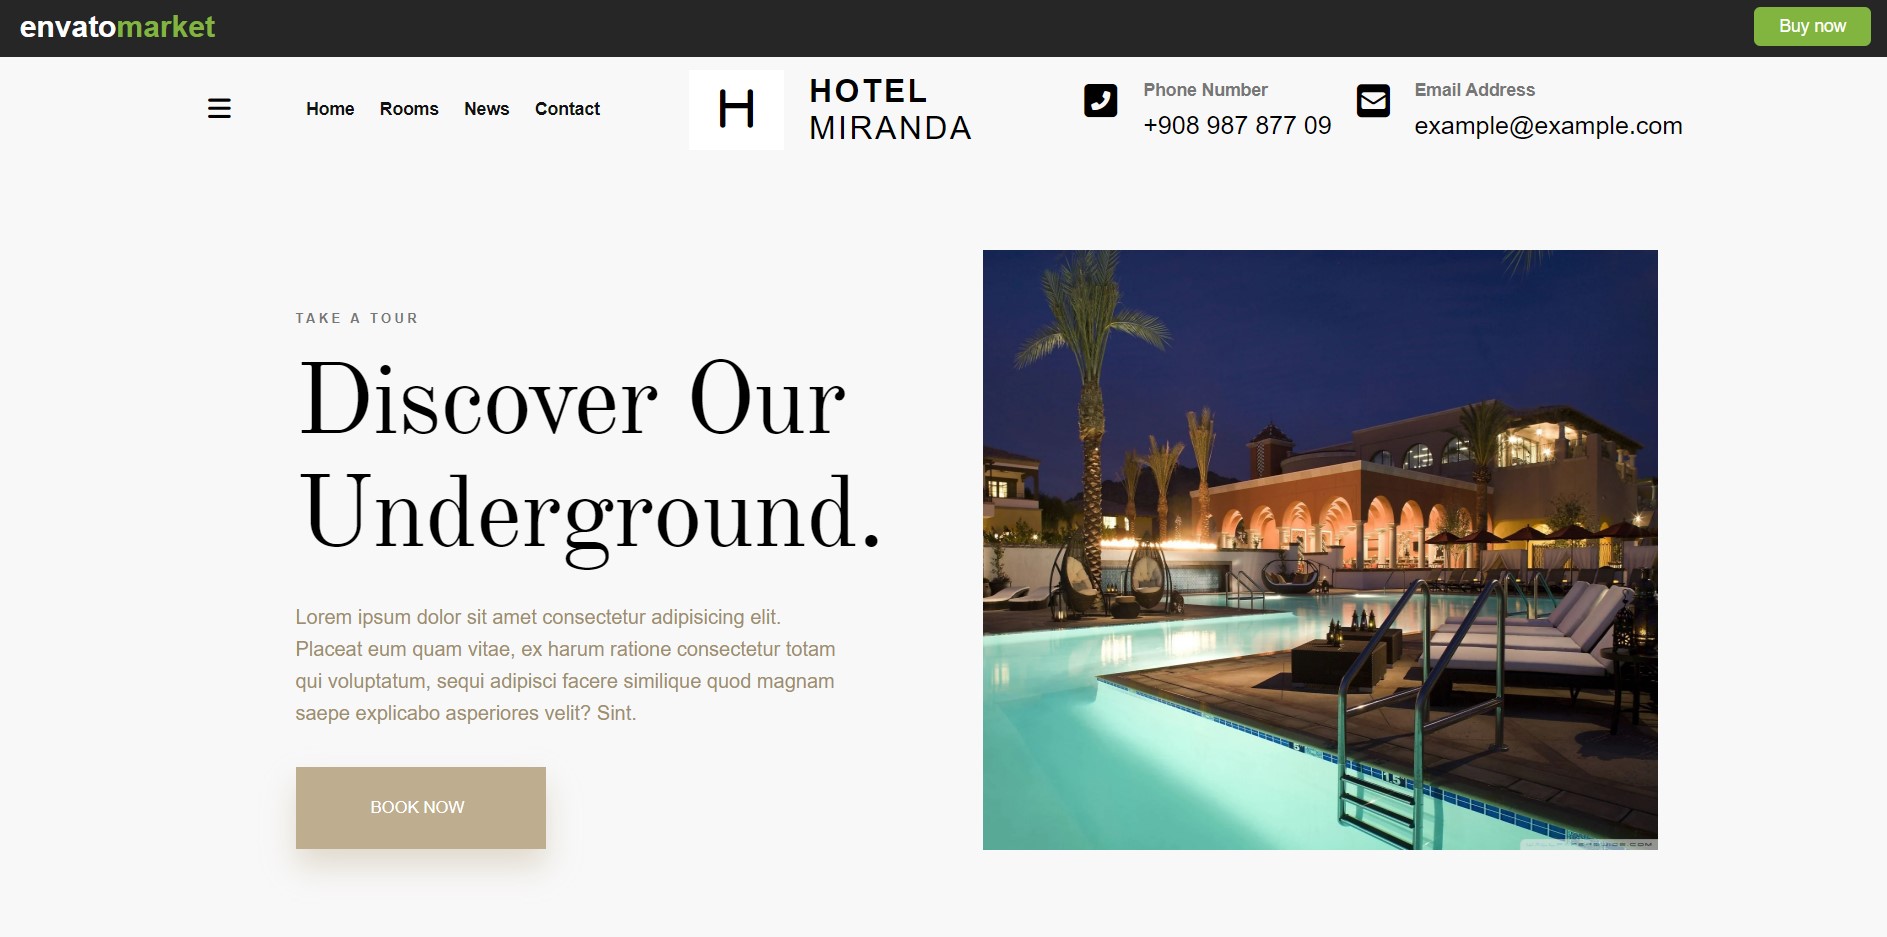 envatomarket
Buy now
Home Rooms News Contact
H
HOTEL
MIRANDA
Phone Number
+908 987 877 09
Email Address
example@example.com
TAKE A TOUR
Discover Our
Underground.
Lorem ipsum dolor sit amet consectetur adipisicing elit.
Placeat eum quam vitae, ex harum ratione consectetur totam
qui voluptatum, sequi adipisci facere similique quod magnam
saepe explicabo asperiores velit? Sint.
BOOK NOW
5